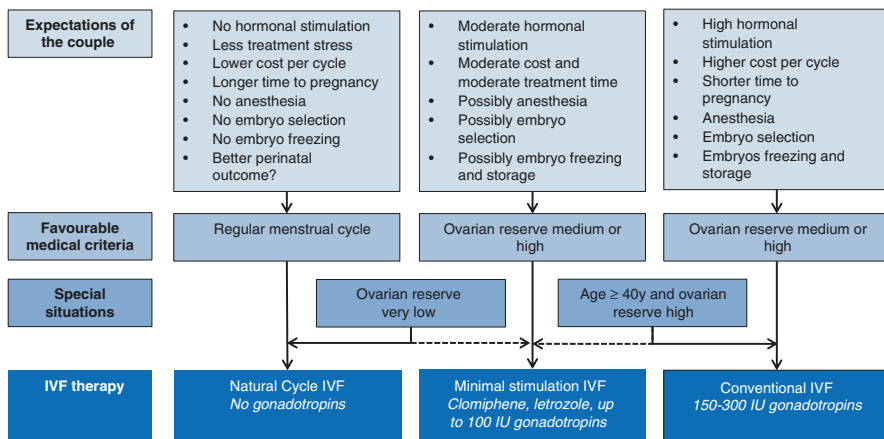 Expectations of
the couple
• No hormonal stimulation
• Less treatment stress
• Lower cost per cycle
• Longer time to pregnancy
• No anesthesia
• No embryo selection
• No embryo freezing
• Better perinatal
outcome?
• Moderate hormonal
stimulation
• Moderate cost and
moderate treatment time
• Possibly anesthesia
• Possibly embryo
selection
• Possibly embryo freezing
and storage
• High hormonal
stimulation
• Higher cost per cycle
• Shorter time to
pregnancy
• Anesthesia
• Embryo selection
• Embryos freezing and
storage
Favourable
medical criteria
Regular menstrual cycle
Ovarian reserve medium or
high
Ovarian reserve medium or
high
Special
situations
Ovarian reserve
very low
Age ≥ 40y and ovarian
reserve high
IVF therapy
Natural Cycle IVF
No gonadotropins
Minimal stimulation IVF
Clomiphene, letrozole, up
to 100 IU gonadotropins
Conventional IVF
150-300 IU gonadotropins